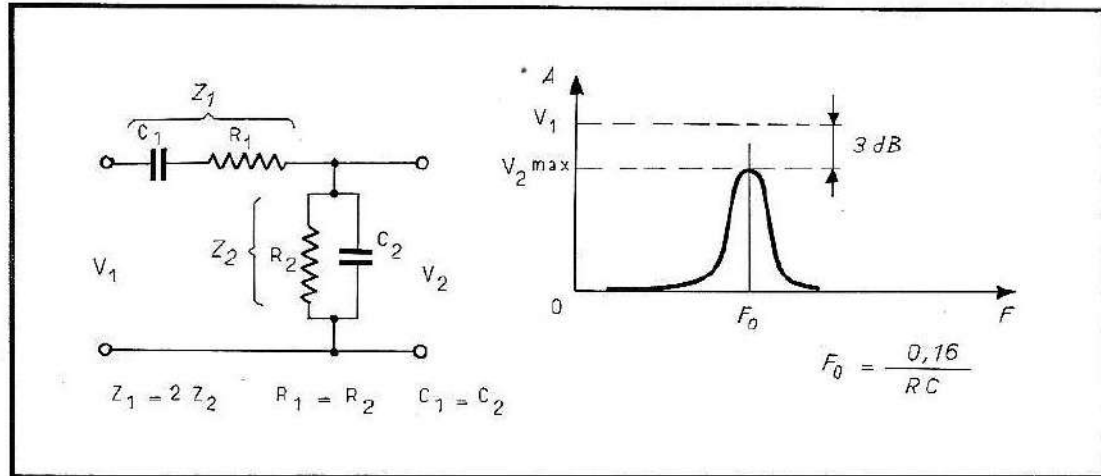 Z1
C1 R1
Z2 R2 C2
V1 V2
Z1 = 2 Z2 R1 = R2 C1 = C2
A
V1
3 dB
V2 max
0 F0 F
F0 = 0,16 / RC